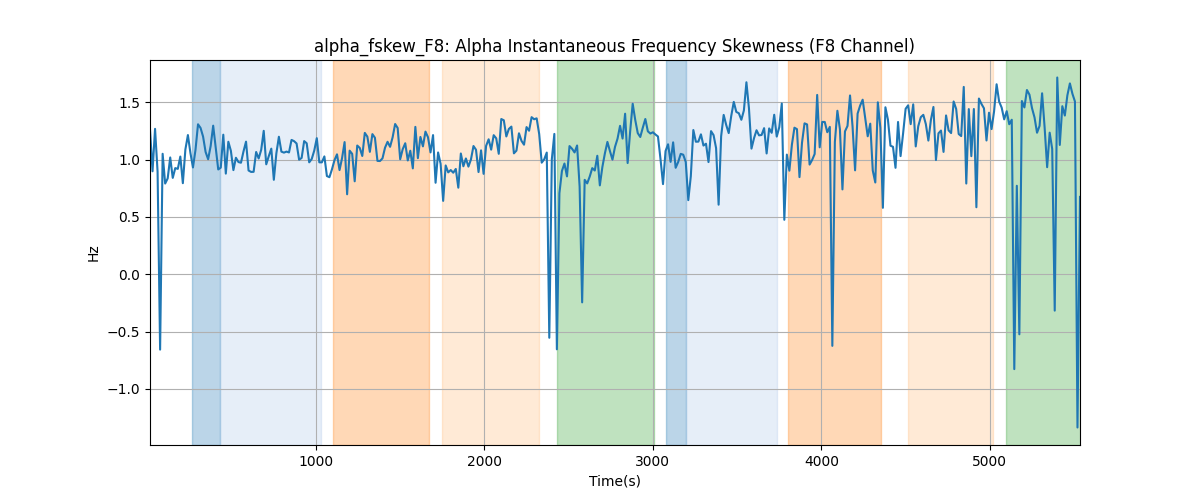 alpha_fskew_F8: Alpha Instantaneous Frequency Skewness (F8 Channel)
1.5
1.0
0.5
0.0
−0.5
−1.0
Hz
1000 2000 3000 4000 5000
Time(s)